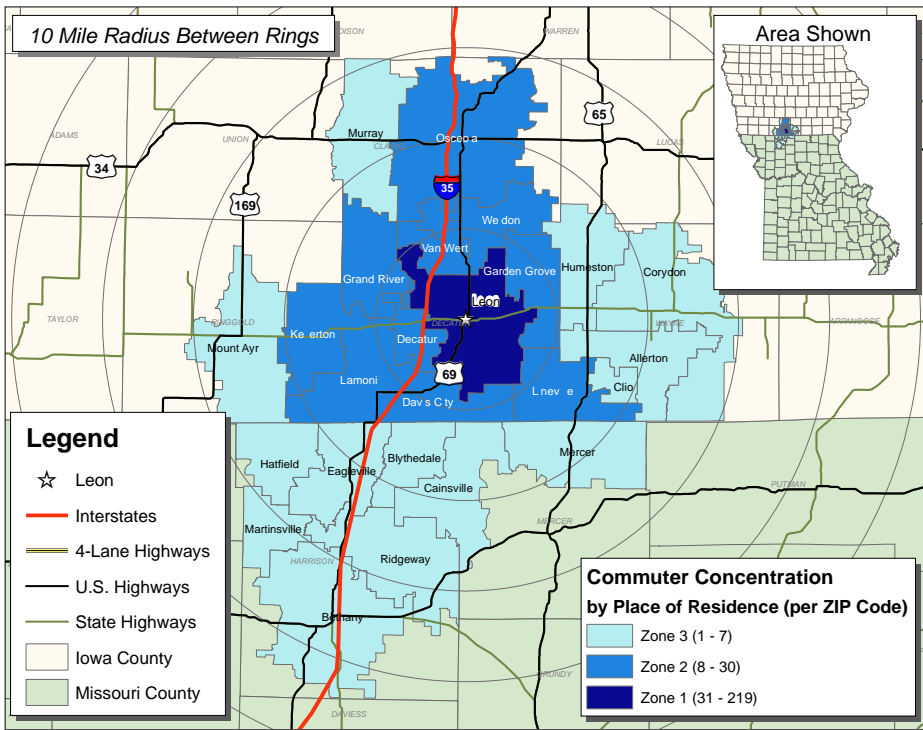 10 Mile Radius Between Rings
Area Shown
WARREN
ADAMS
UNION
LUCAS
34
65
35
169
69
Murray
Osceola
Weldon
Van Wert
Grand River
Garden Grove
Humeston
Corydon
Leon
TAYLOR
RINGGOLD
DECATUR
WAYNE
APPANOOSE
Kellerton
Decatur
Mount Ayr
Allerton
Lamoni
Clio
Lineville
Davis City
Hatfield
Eagleville
Blythedale
Cainsville
Mercer
PUTNAM
MERCER
Martinsville
HARRISON
Ridgeway
Bethany
GRUNDY
DAVIESS
Legend
Leon
Interstates
4-Lane Highways
U.S. Highways
State Highways
Iowa County
Missouri County
Commuter Concentration
by Place of Residence (per ZIP Code)
Zone 3 (1 - 7)
Zone 2 (8 - 30)
Zone 1 (31 - 219)